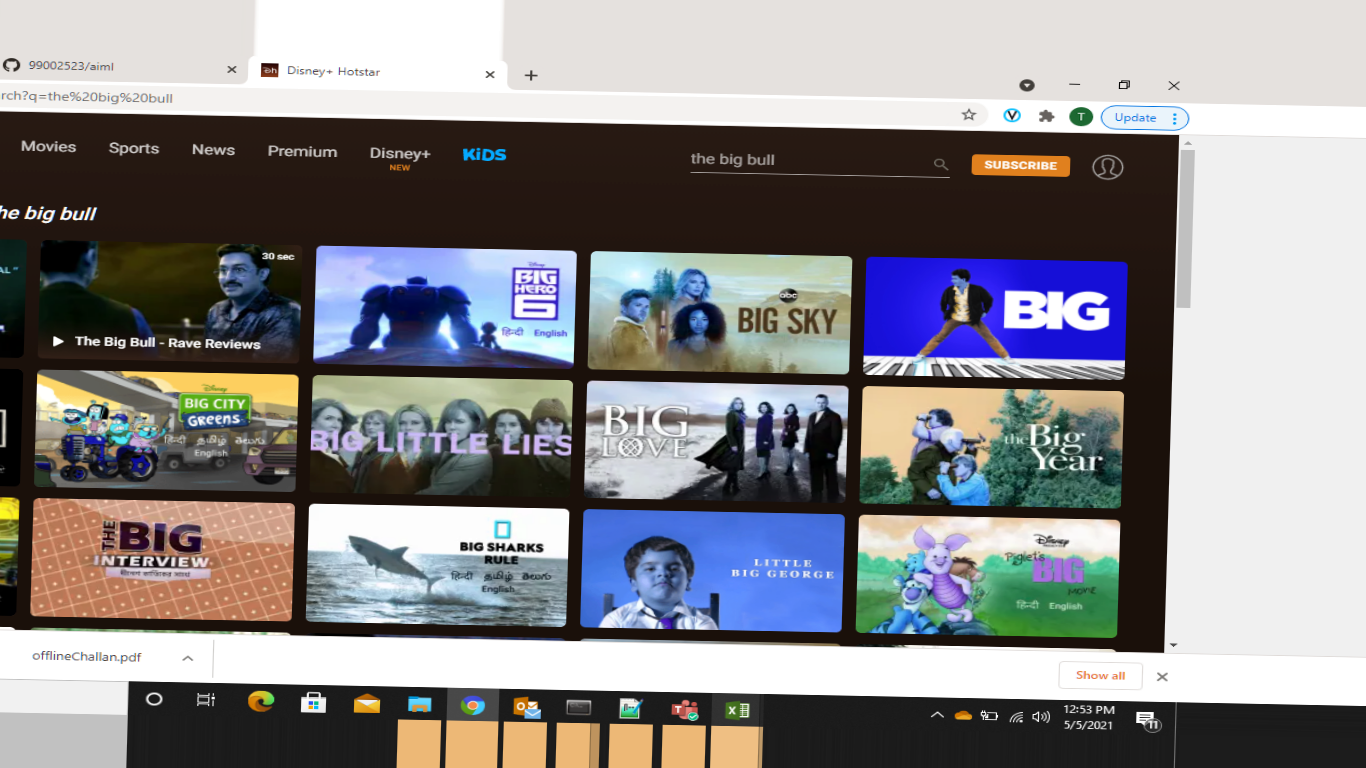 99002523/aiml
Disney+ Hotstar
rch?q=the%20big%20bull
Update
T
Movies
Sports
News
Premium
Disney+
NEW
KiDS
the big bull
SUBSCRIBE
he big bull
AL"
30 sec
The Big Bull - Rave Reviews
Disney
BIG
HERO
6
हिन्दी English
abc
BIG SKY
BIG
Disney
BIG CITY
GREENS
हिन्दी தமிழ் తెలుగు
English
BIG LITTLE LIES
BIG
LOVE
the Big
Year
THE BIG
INTERVIEW
BIG SHARKS
RULE
हिन्दी தமிழ் తెలుగు
English
LITTLE
BIG GEORGE
Disney
Piglet's
BIG
MOVIE
हिन्दी English
offlineChallan.pdf
Show all
12:53 PM
5/5/2021
11